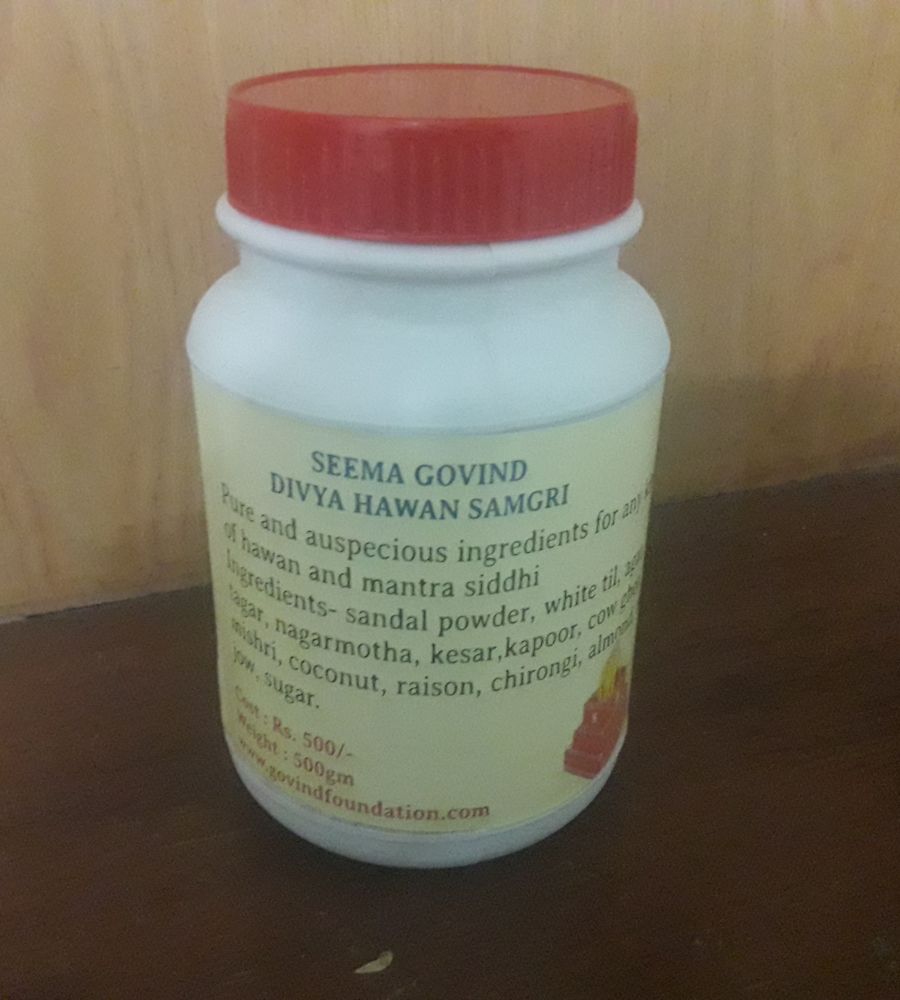 SEEMA GOVIND
DIVYA HAWAN SAMGRI
Pure and auspecious ingredients for any
of hawan and mantra siddhi
Ingredients- sandal powder, white til,
tagar, nagarmotha, kesar,kapoor, cow
mishri, coconut, raison, chirongi, almond
jow, sugar.
Cost : Rs. 500/-
Weight : 500gm
www.govindfoundation.com